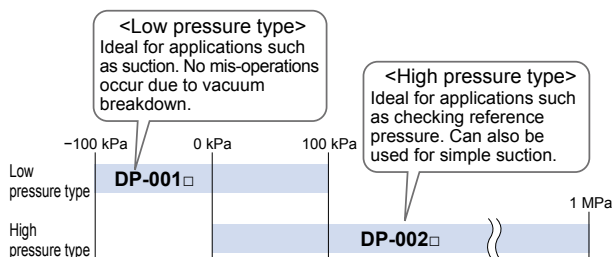 <Low pressure type>
Ideal for applications such
as suction. No mis-operations
occur due to vacuum
breakdown.
<High pressure type>
Ideal for applications such
as checking reference
pressure. Can also be
used for simple suction.
−100 kPa 0 kPa 100 kPa
Low
pressure type
DP-001□
1 MPa
High
pressure type
DP-002□